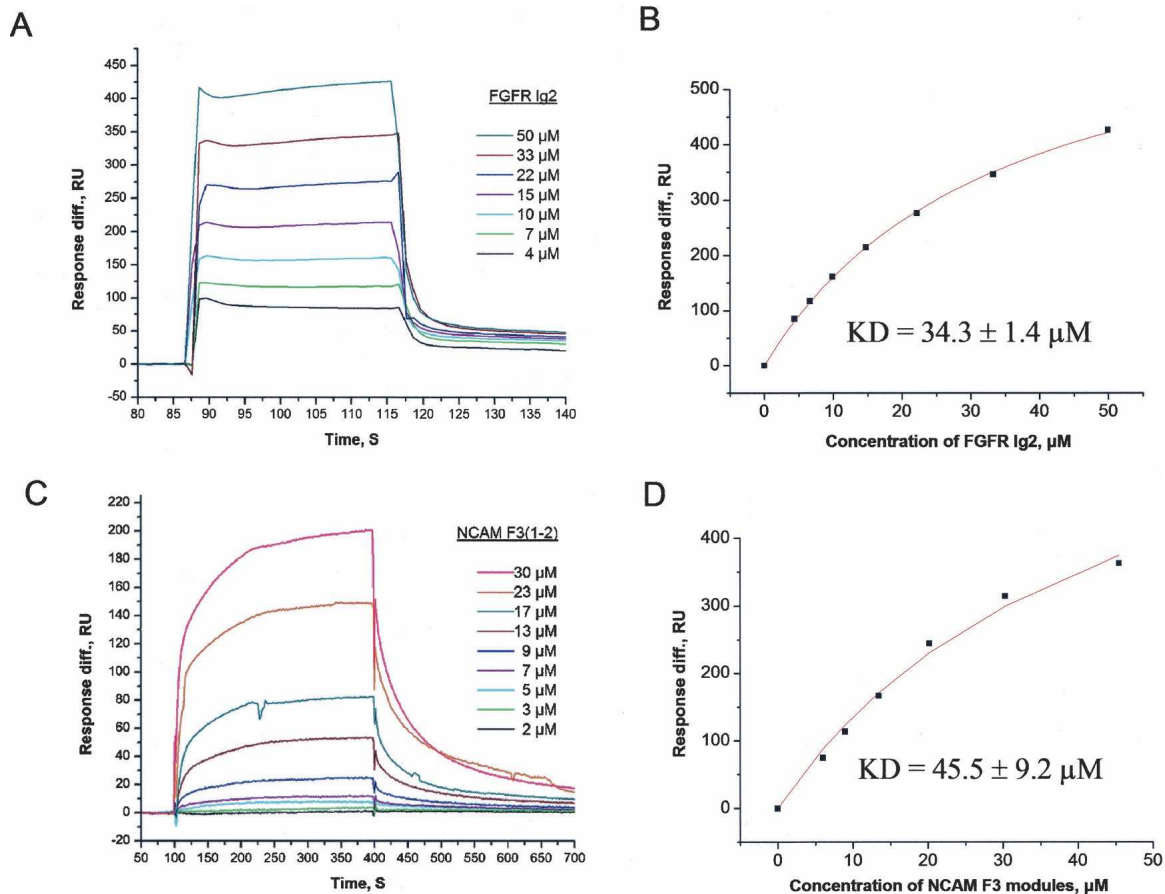 A
Response diff., RU
450
400
350
300
250
200
150
100
50
0
-50
80 85 90 95 100 105 110 115 120 125 130 135 140
Time, S
FGFR Ig2
50 µM
33 µM
22 µM
15 µM
10 µM
7 µM
4 µM
B
Response diff., RU
500
400
300
200
100
0
0 10 20 30 40 50
Concentration of FGFR Ig2, µM
KD = 34.3 ± 1.4 µM
C
Response diff., RU
220
200
180
160
140
120
100
80
60
40
20
0
-20
50 100 150 200 250 300 350 400 450 500 550 600 650 700
Time, S
NCAM F3(1-2)
30 µM
23 µM
17 µM
13 µM
9 µM
7 µM
5 µM
3 µM
2 µM
D
Response diff., RU
400
300
200
100
0
0 10 20 30 40 50
Concentration of NCAM F3 modules, µM
KD = 45.5 ± 9.2 µM